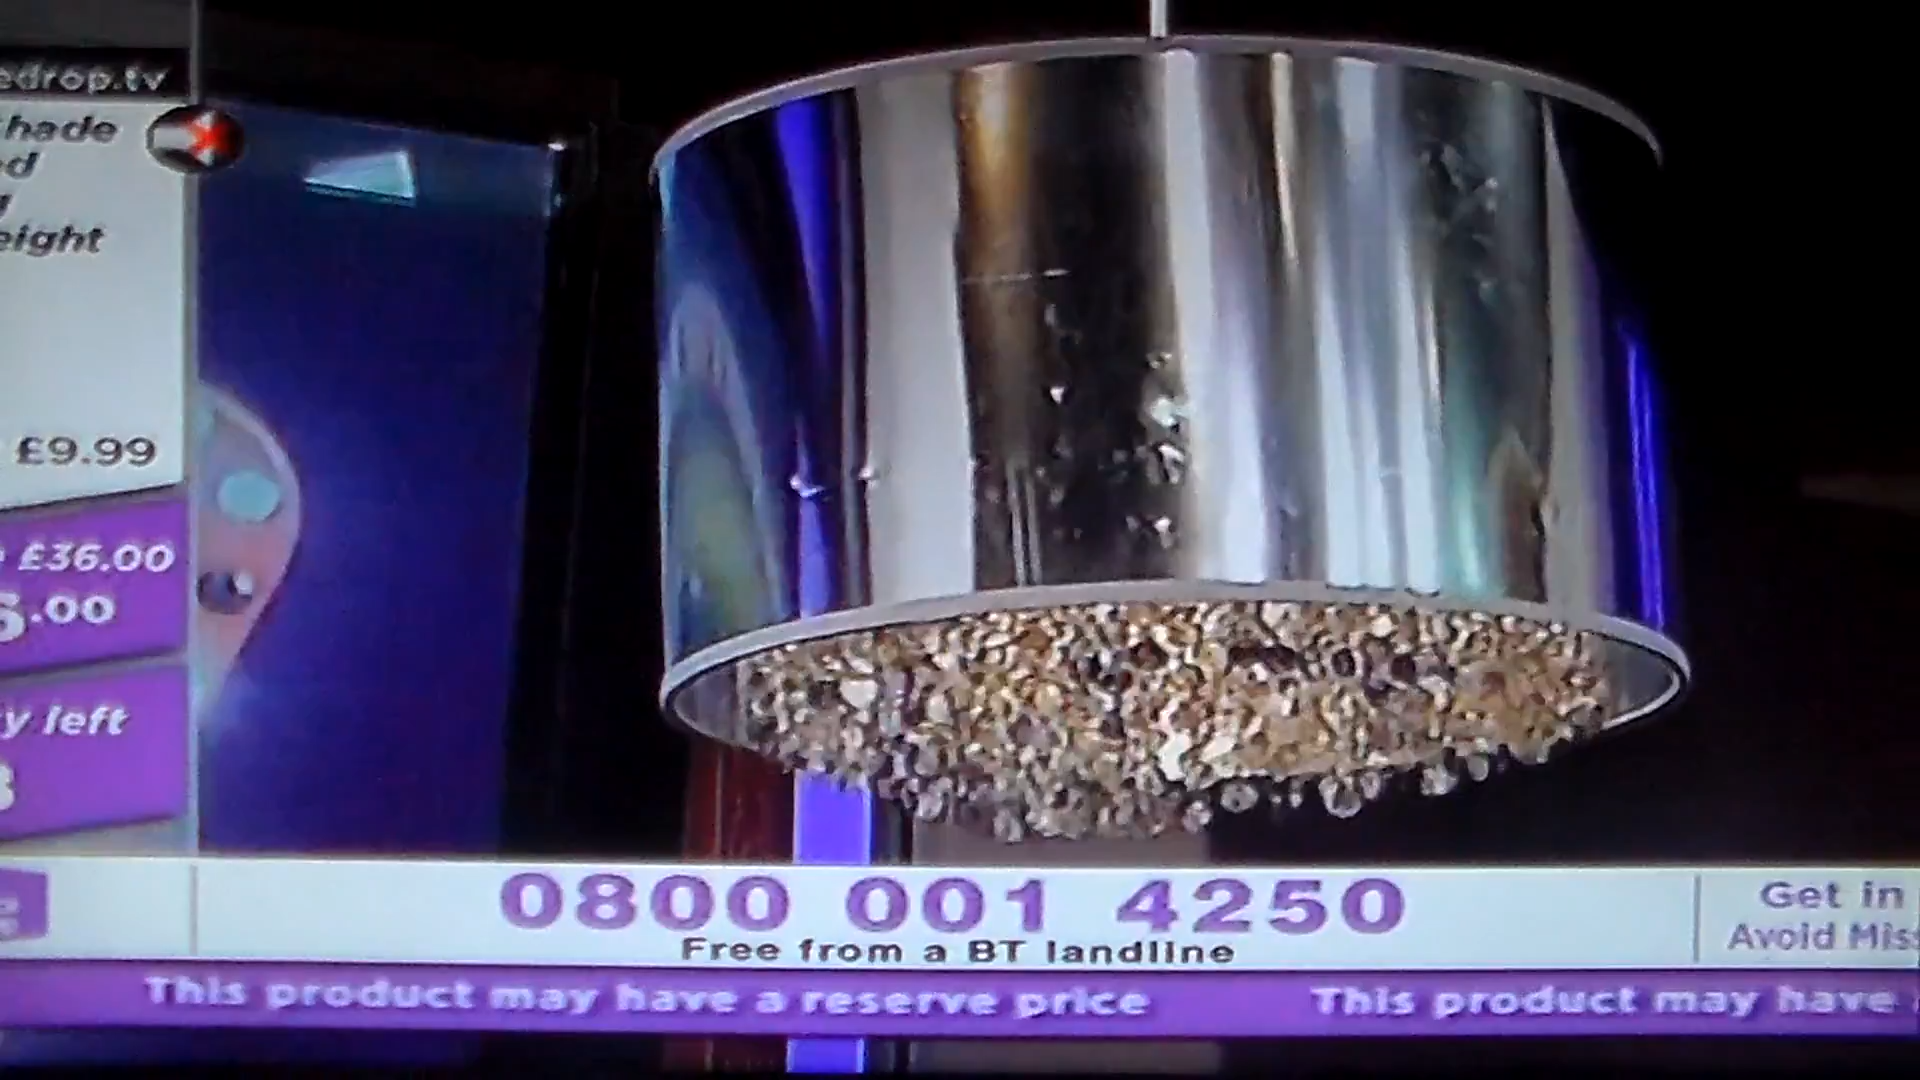 edrop.tv
hade
ed
eight
£9.99
£36.00
.00
y left
0800 001 4250
Free from a BT landline
Get in
Avoid Miss
This product may have a reserve price This product may have